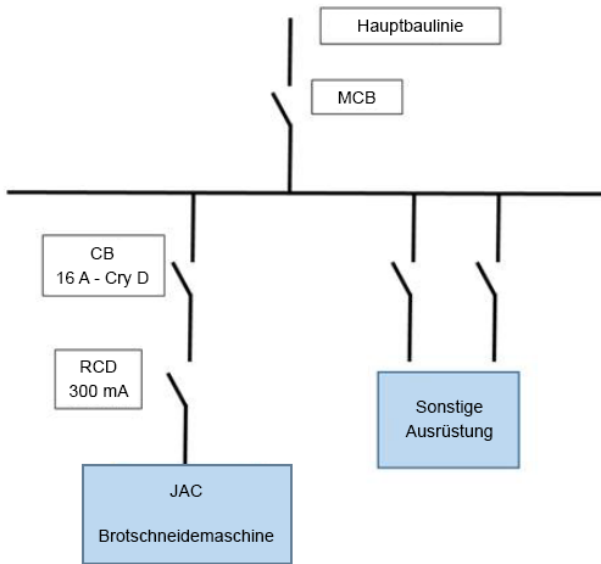 Hauptbaulinie
MCB
CB
16 A - Cry D
RCD
300 mA
Sonstige
Ausrüstung
JAC
Brotschneidemaschine